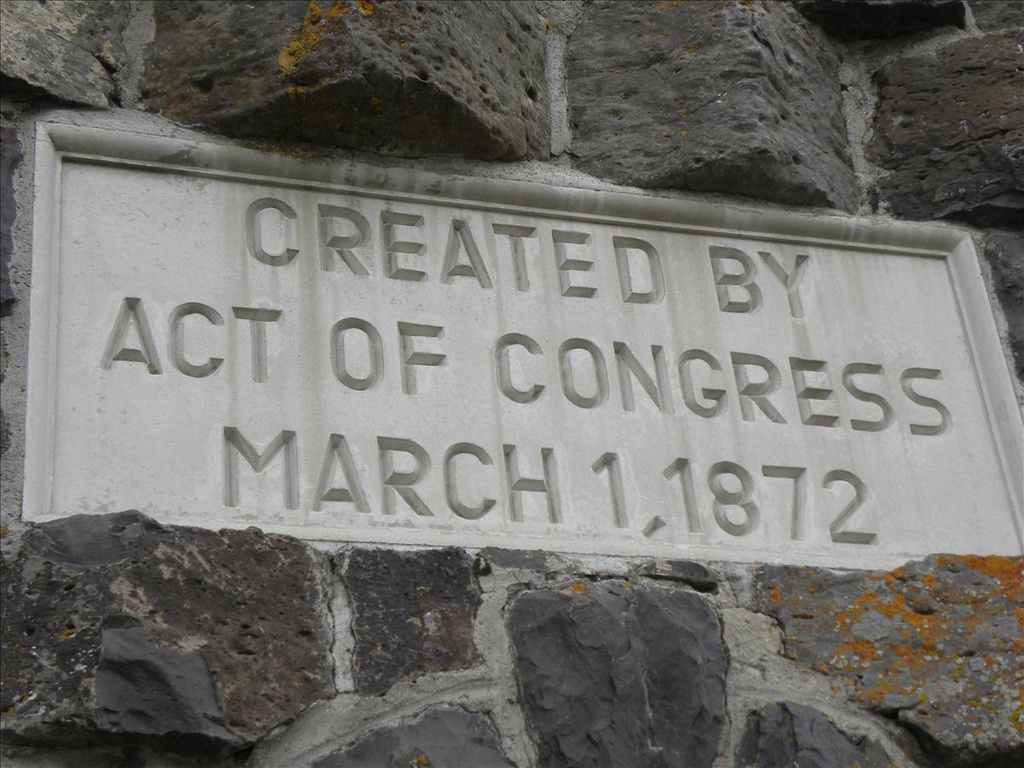 CREATED BY
ACT OF CONGRESS
MARCH 1, 1872